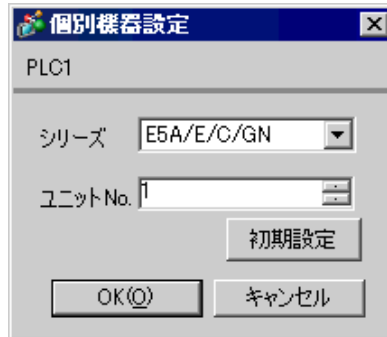 個別機器設定
PLC1
シリーズ E5A/E/C/GN
ユニットNo. 1
初期設定
OK(O) キャンセル